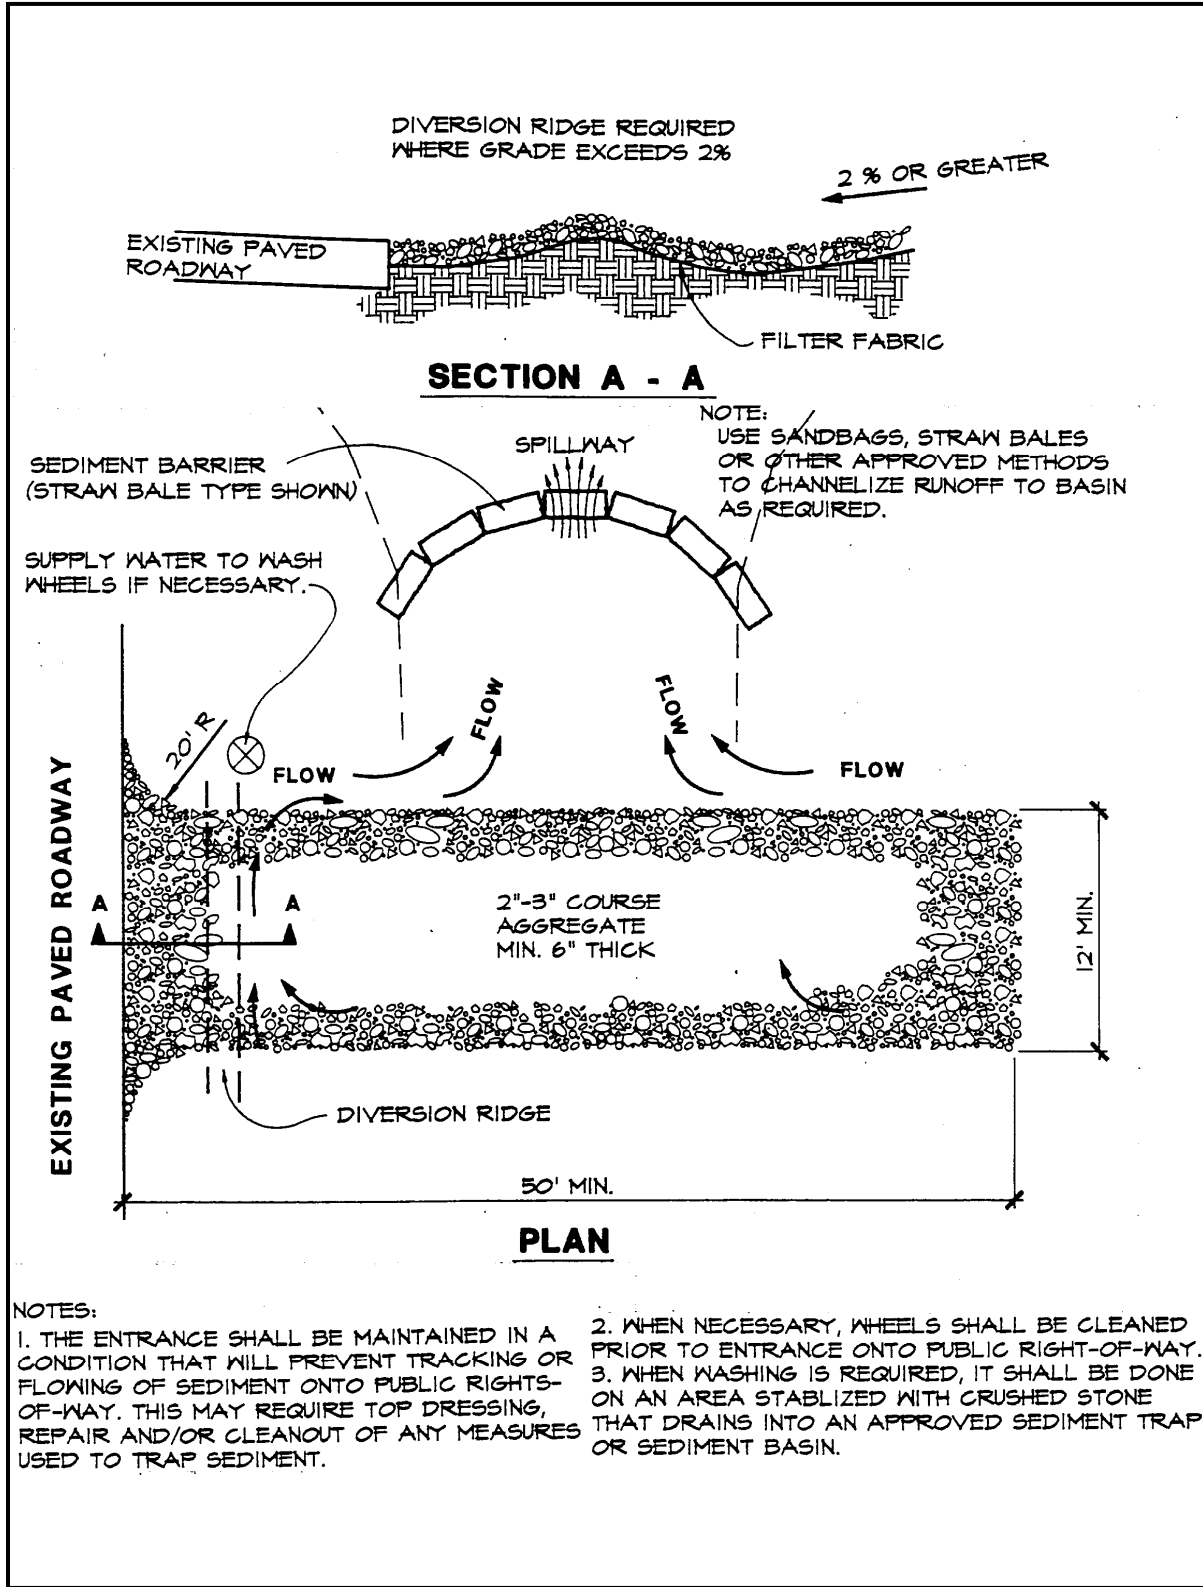 DIVERSION RIDGE REQUIRED
WHERE GRADE EXCEEDS 2%
2 % OR GREATER
EXISTING PAVED
ROADWAY
FILTER FABRIC
SECTION A - A
NOTE:
USE SANDBAGS, STRAW BALES
OR OTHER APPROVED METHODS
TO CHANNELIZE RUNOFF TO BASIN
AS REQUIRED.
SPILLWAY
SEDIMENT BARRIER
(STRAW BALE TYPE SHOWN)
SUPPLY WATER TO WASH
WHEELS IF NECESSARY.
FLOW
FLOW
20' R
FLOW
FLOW
EXISTING PAVED ROADWAY
A
A
2"-3" COURSE
AGGREGATE
MIN. 6" THICK
12' MIN.
DIVERSION RIDGE
50' MIN.
PLAN
NOTES:
1. THE ENTRANCE SHALL BE MAINTAINED IN A
CONDITION THAT WILL PREVENT TRACKING OR
FLOWING OF SEDIMENT ONTO PUBLIC RIGHTS-
OF-WAY. THIS MAY REQUIRE TOP DRESSING,
REPAIR AND/OR CLEANOUT OF ANY MEASURES
USED TO TRAP SEDIMENT.
2. WHEN NECESSARY, WHEELS SHALL BE CLEANED
PRIOR TO ENTRANCE ONTO PUBLIC RIGHT-OF-WAY.
3. WHEN WASHING IS REQUIRED, IT SHALL BE DONE
ON AN AREA STABLIZED WITH CRUSHED STONE
THAT DRAINS INTO AN APPROVED SEDIMENT TRAP
OR SEDIMENT BASIN.